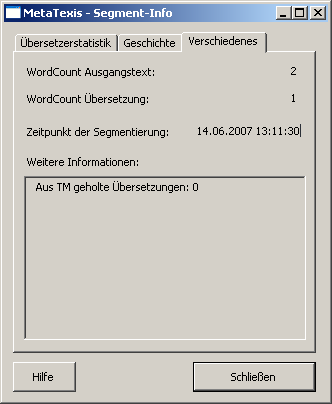 MetaTexis - Segment-Info
Übersetzerstatistik Geschichte Verschiedenes
WordCount Ausgangstext: 2
WordCount Übersetzung: 1
Zeitpunkt der Segmentierung: 14.06.2007 13:11:30
Weitere Informationen:
Aus TM geholte Übersetzungen: 0
Hilfe Schließen